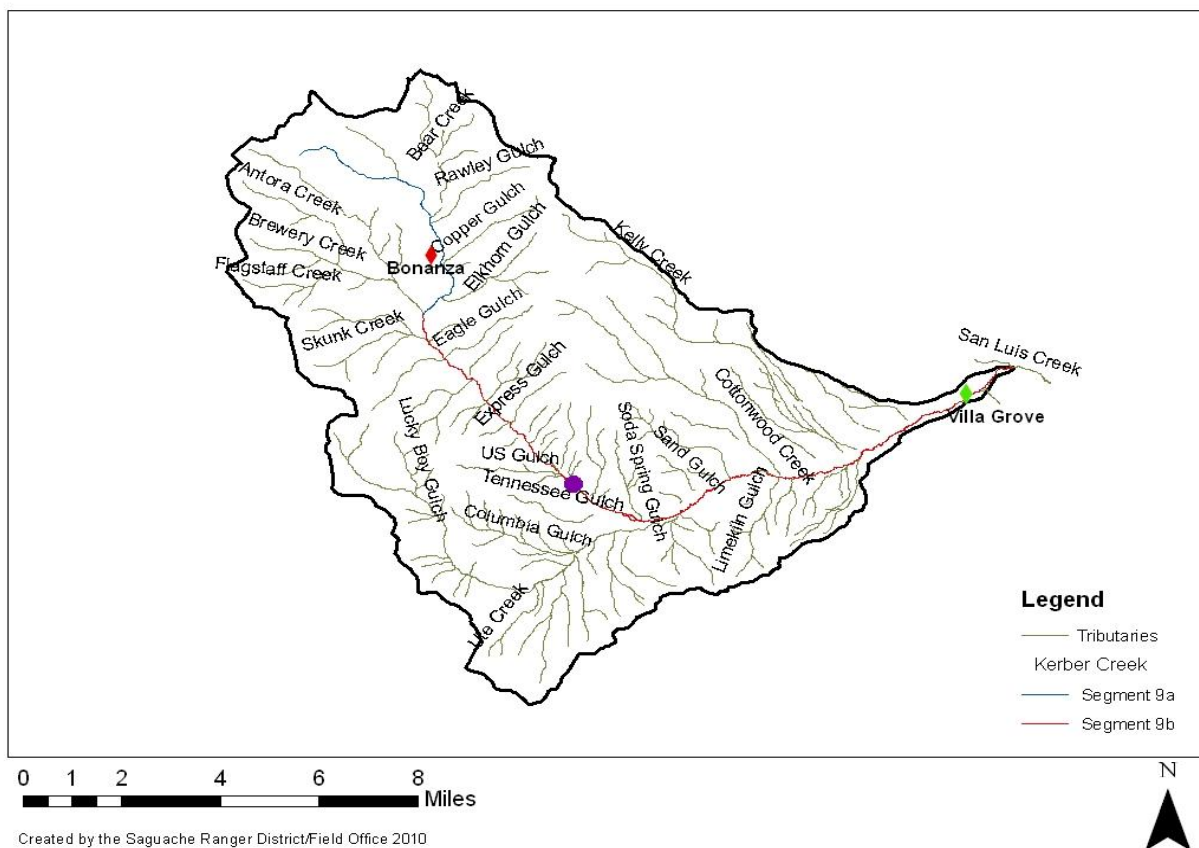 Bear Creek
Rawley Gulch
Antora Creek
Copper Gulch
Brewery Creek
Elkhorn Gulch
Kelly Creek
Bonanza
Flagstaff Creek
Eagle Gulch
Skunk Creek
San Luis Creek
Express Gulch
Cottonwood Creek
Villa Grove
Lucky Boy Gulch
Soda Spring Gulch
Sand Gulch
US Gulch
Tennessee Gulch
Columbia Gulch
Limekiln Gulch
Ute Creek
Legend
Tributaries
Kerber Creek
Segment 9a
Segment 9b
0 1 2 4 6 8
Miles
N
Created by the Saguache Ranger District/Field Office 2010